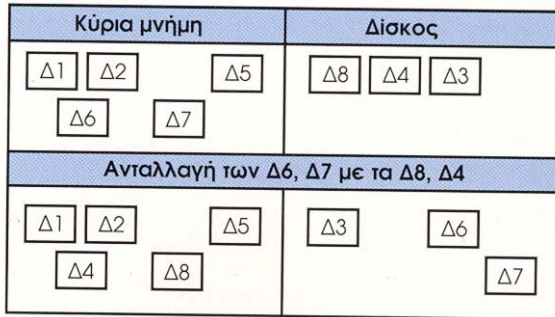 Κύρια μνήμη Δίσκος
Δ1 Δ2 Δ5 Δ8 Δ4 Δ3
Δ6 Δ7
Ανταλλαγή των Δ6, Δ7 με τα Δ8, Δ4
Δ1 Δ2 Δ5 Δ3 Δ6
Δ4 Δ8 Δ7